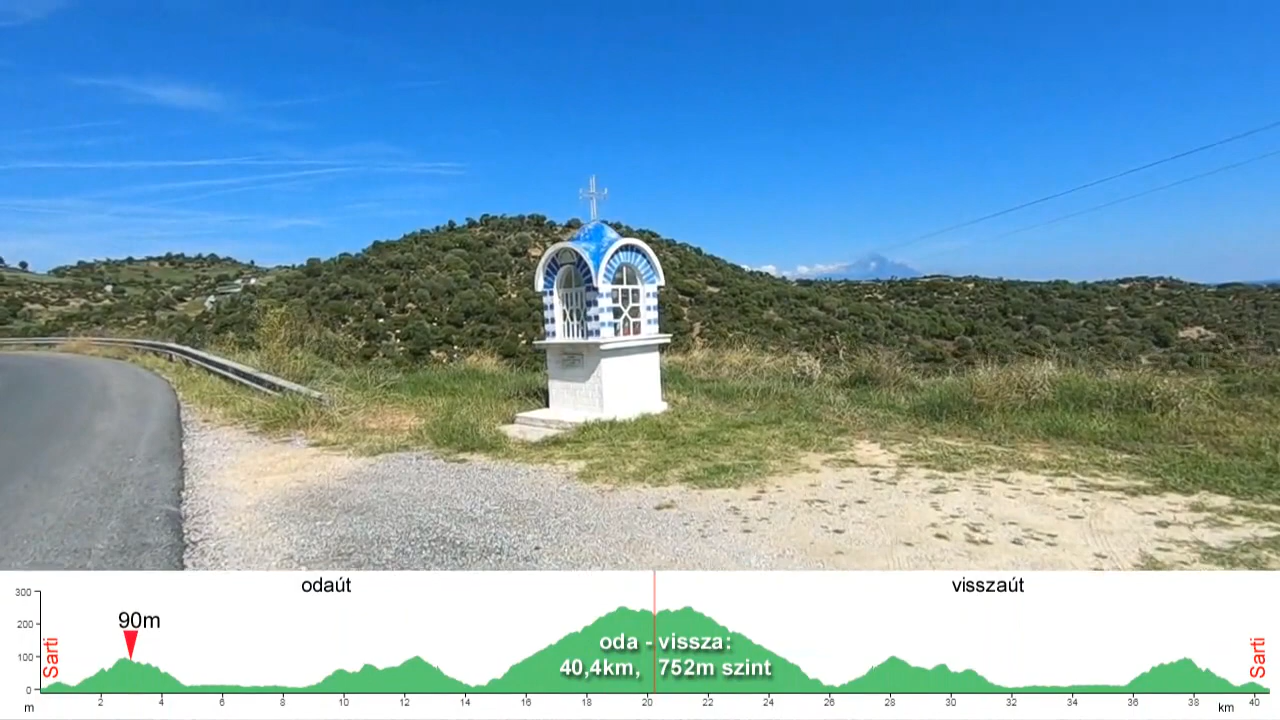 odaút
visszaút
300
200
100
0
m
90m
Sarti
oda - vissza:
40,4km, 752m szint
Sarti
2 4 6 8 10 12 14 16 18 20 22 24 26 28 30 32 34 36 38 40
km